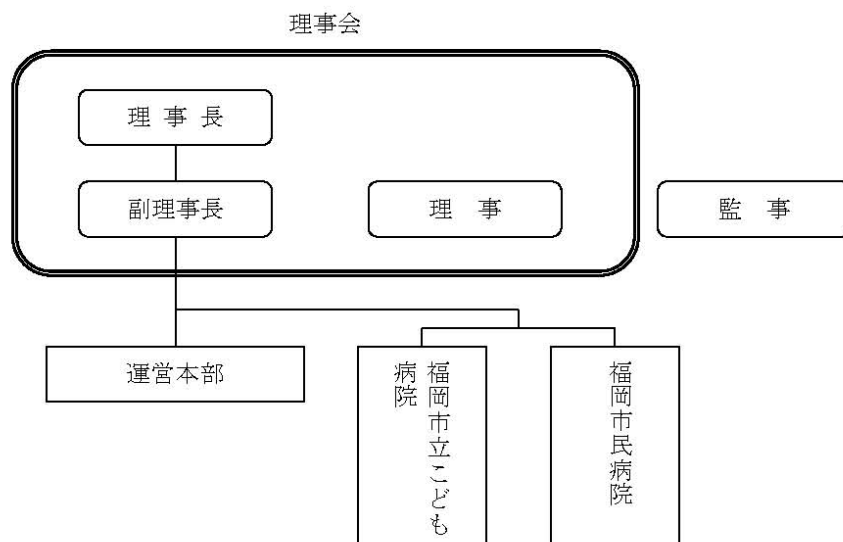 理事会
理 事 長
副理事長
理 事
監 事
運営本部
福岡市立こども
病院
福岡市民病院